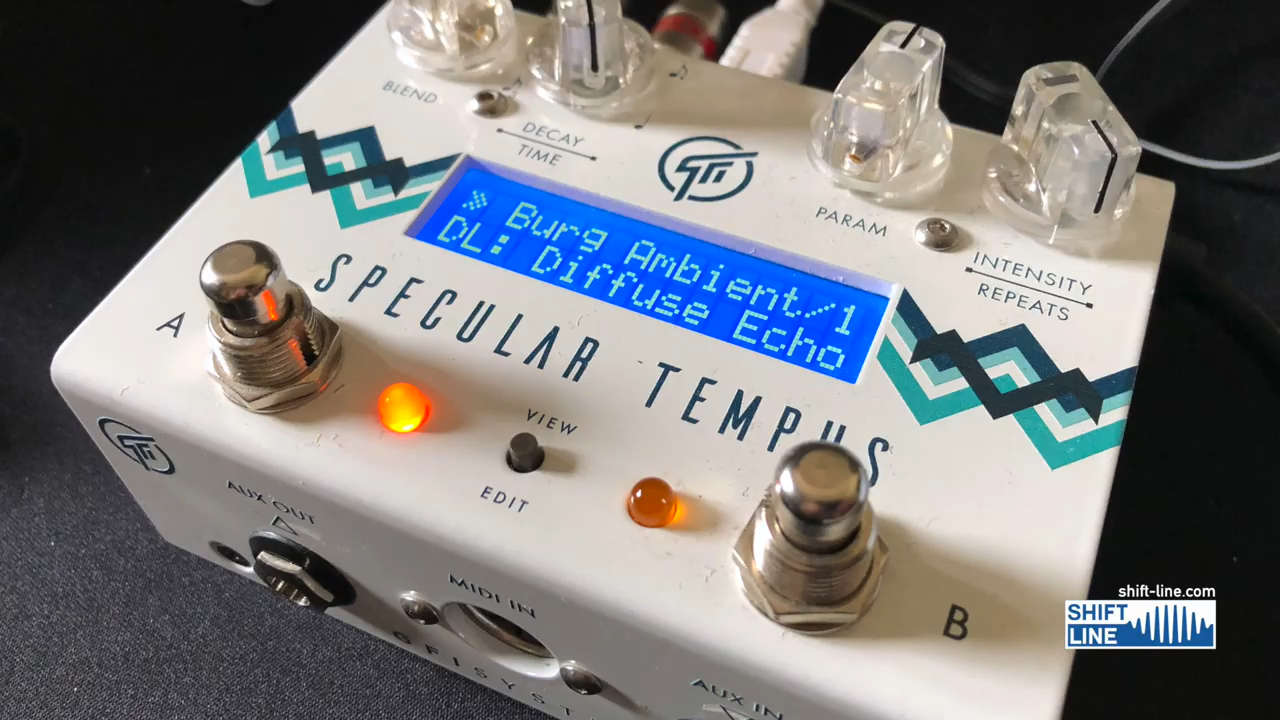 BLEND
DECAY
TIME
PARAM
INTENSITY
REPEATS
» Burg Ambient/1
DL: Diffuse Echo
SPECULAR TEMPUS
A
VIEW
EDIT
B
AUX OUT
MIDI IN
AUX IN
GFISYST
shift-line.com
SHIFT
LINE